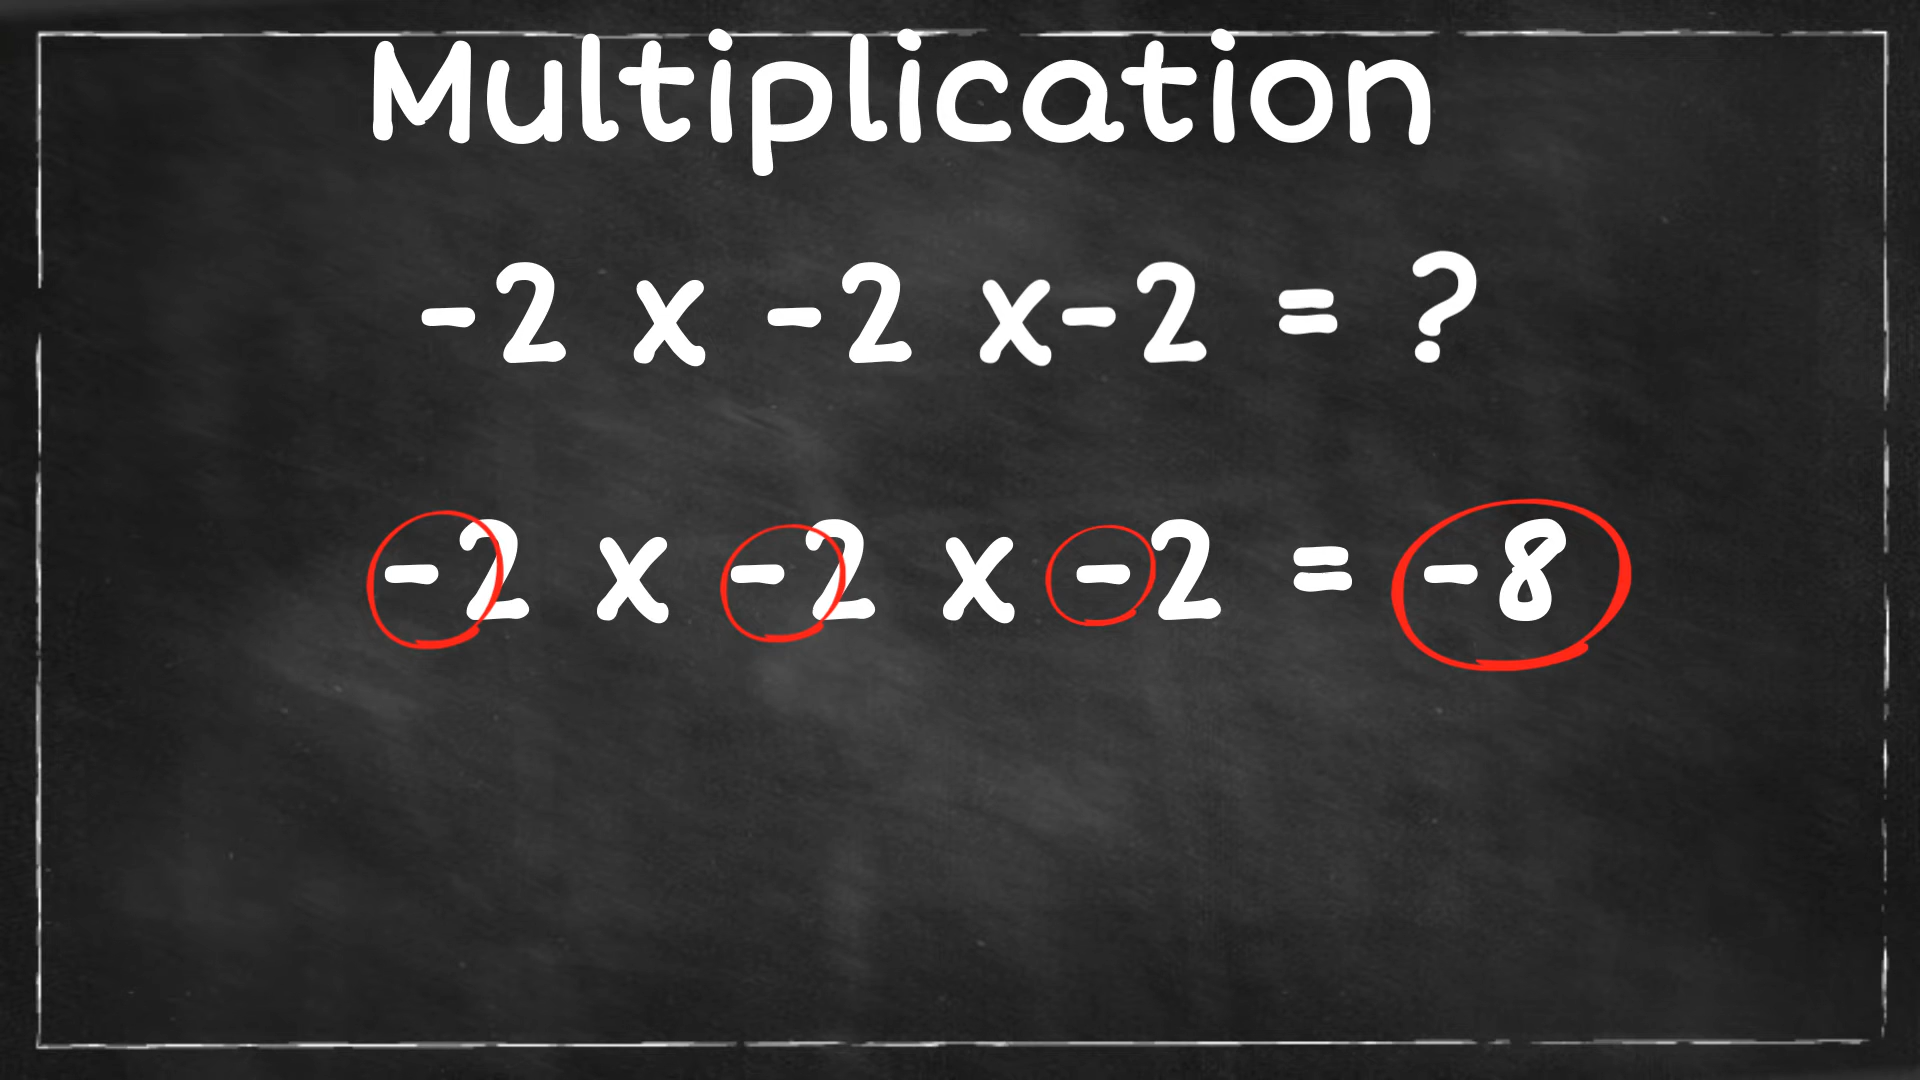 Multiplication
-2 x -2 x-2 = ?
-2 x -2 x -2 = -8